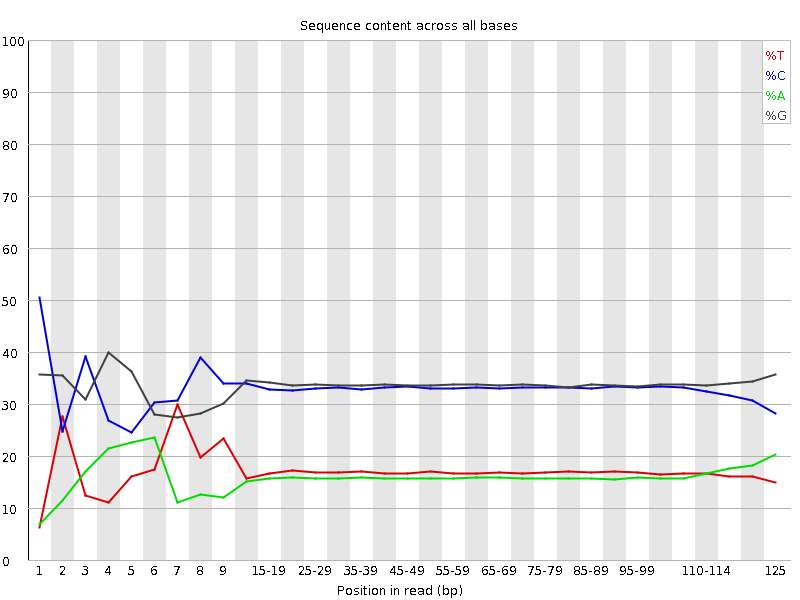 Sequence content across all bases
100
90
80
70
60
50
40
30
20
10
0
%T
%C
%A
%G
1 2 3 4 5 6 7 8 9 15-19 25-29 35-39 45-49 55-59 65-69 75-79 85-89 95-99 110-114 125
Position in read (bp)